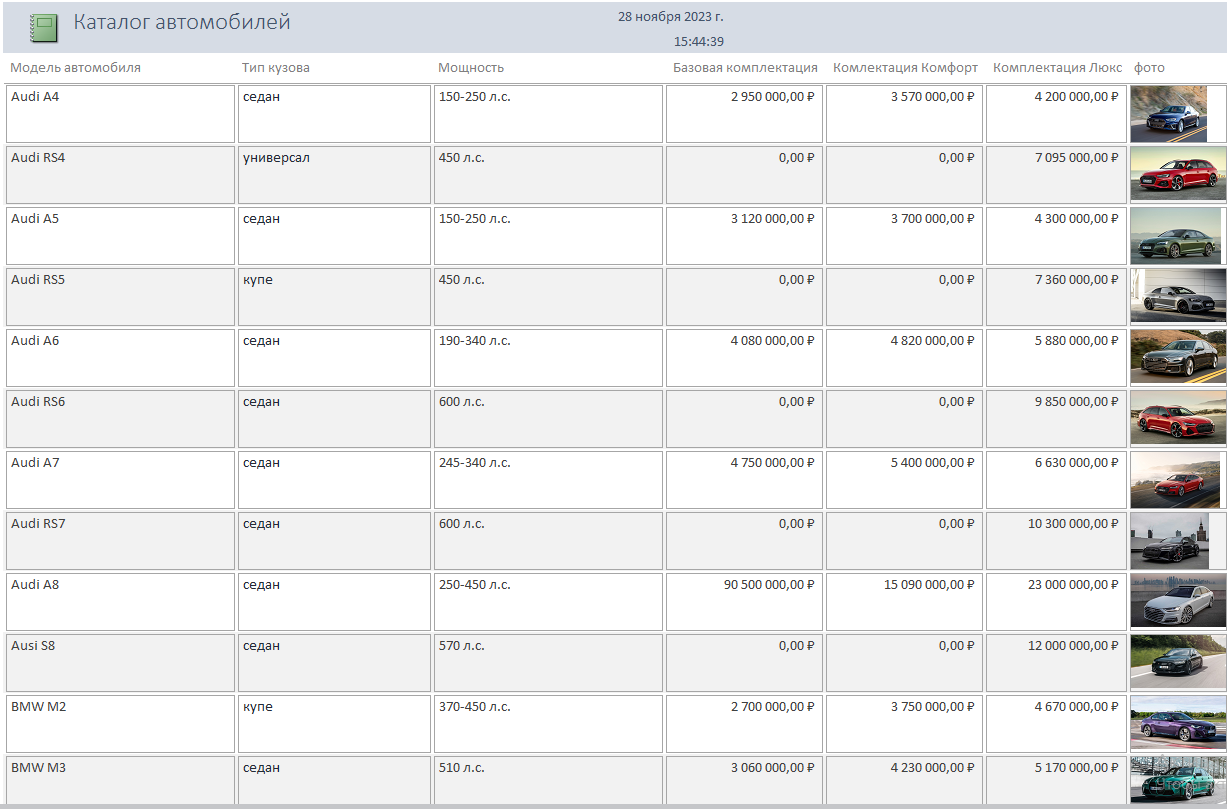 Каталог автомобилей
28 ноября 2023 г.
15:44:39
Модель автомобиля Тип кузова Мощность Базовая комплектация Комлектация Комфорт Комплектация Люкс фото
Audi A4 седан 150-250 л.с. 2 950 000,00 ₽ 3 570 000,00 ₽ 4 200 000,00 ₽
Audi RS4 универсал 450 л.с. 0,00 ₽ 0,00 ₽ 7 095 000,00 ₽
Audi A5 седан 150-250 л.с. 3 120 000,00 ₽ 3 700 000,00 ₽ 4 300 000,00 ₽
Audi RS5 купе 450 л.с. 0,00 ₽ 0,00 ₽ 7 360 000,00 ₽
Audi A6 седан 190-340 л.с. 4 080 000,00 ₽ 4 820 000,00 ₽ 5 880 000,00 ₽
Audi RS6 седан 600 л.с. 0,00 ₽ 0,00 ₽ 9 850 000,00 ₽
Audi A7 седан 245-340 л.с. 4 750 000,00 ₽ 5 400 000,00 ₽ 6 630 000,00 ₽
Audi RS7 седан 600 л.с. 0,00 ₽ 0,00 ₽ 10 300 000,00 ₽
Audi A8 седан 250-450 л.с. 90 500 000,00 ₽ 15 090 000,00 ₽ 23 000 000,00 ₽
Ausi S8 седан 570 л.с. 0,00 ₽ 0,00 ₽ 12 000 000,00 ₽
BMW M2 купе 370-450 л.с. 2 700 000,00 ₽ 3 750 000,00 ₽ 4 670 000,00 ₽
BMW M3 седан 510 л.с. 3 060 000,00 ₽ 4 230 000,00 ₽ 5 170 000,00 ₽